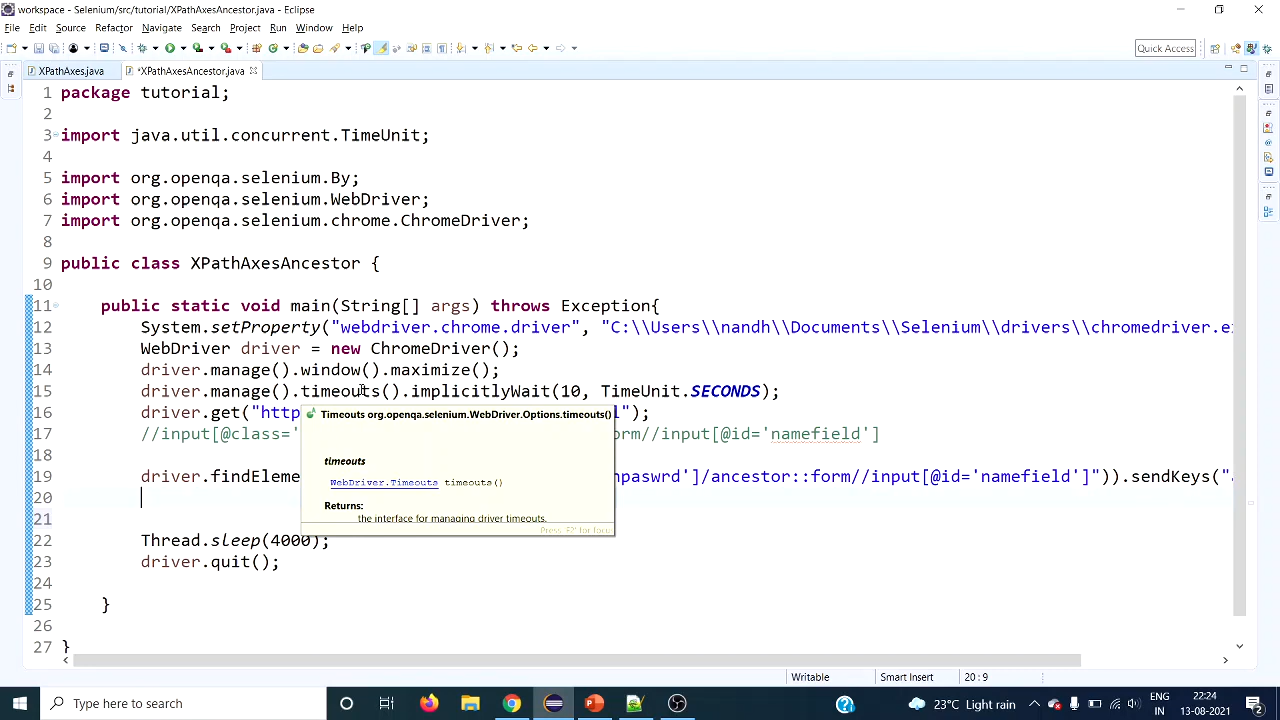 workspace - Selenium/src/tutorial/XPathAxesAncestor.java - Eclipse
File Edit Source Refactor Navigate Search Project Run Window Help
Quick Access
XPathAxes.java *XPathAxesAncestor.java
1 package tutorial;
2
3 import java.util.concurrent.TimeUnit;
4
5 import org.openqa.selenium.By;
6 import org.openqa.selenium.WebDriver;
7 import org.openqa.selenium.chrome.ChromeDriver;
8
9 public class XPathAxesAncestor {
10
11 public static void main(String[] args) throws Exception{
12 System.setProperty("webdriver.chrome.driver", "C:\\Users\\nandh\\Documents\\Selenium\\drivers\\chromedriver.ex
13 WebDriver driver = new ChromeDriver();
14 driver.manage().window().maximize();
15 driver.manage().timeouts().implicitlyWait(10, TimeUnit.SECONDS);
16 driver.get("http l");
Timeouts org.openqa.selenium.WebDriver.Options.timeouts()
17 //input[@class=' orm//input[@id='namefield']
18
timeouts
19 driver.findEleme npaswrd']/ancestor::form//input[@id='namefield']")).sendKeys("
WebDriver.Timeouts timeouts()
20
Returns:
21
the interface for managing driver timeouts.
Press 'F2' for focus
22 Thread.sleep(4000);
23 driver.quit();
24
25 }
26
27 }
Writable Smart Insert 20 : 9
Type here to search
23°C Light rain
ENG
IN
22:24
13-08-2021
2